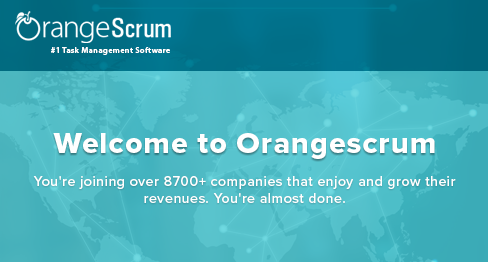 OrangeScrum
#1 Task Management Software
Welcome to Orangescrum
You're joining over 8700+ companies that enjoy and grow their
revenues. You're almost done.